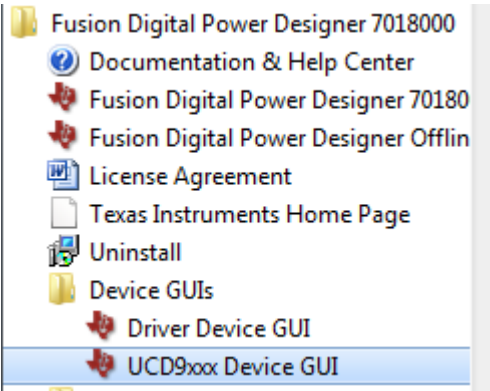 Fusion Digital Power Designer 7018000
Documentation & Help Center
Fusion Digital Power Designer 70180
Fusion Digital Power Designer Offlin
License Agreement
Texas Instruments Home Page
Uninstall
Device GUIs
Driver Device GUI
UCD9xxx Device GUI